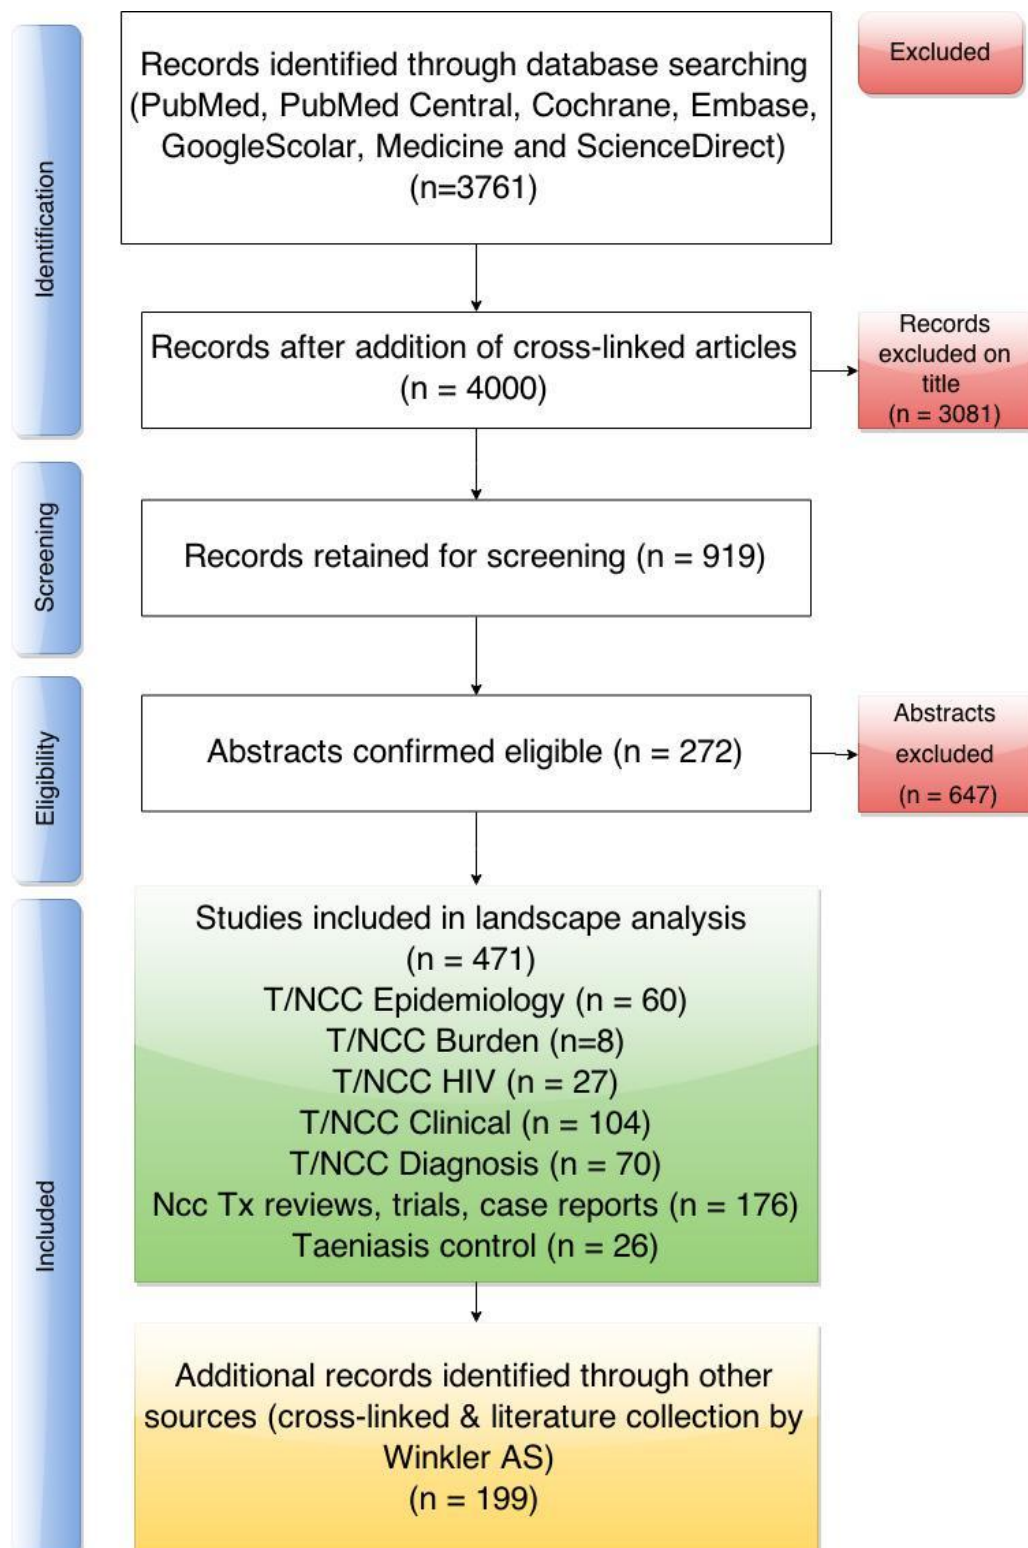 Identification
Records identified through database searching
(PubMed, PubMed Central, Cochrane, Embase,
GoogleScolar, Medicine and ScienceDirect)
(n=3761)
Excluded
Records after addition of cross-linked articles
(n = 4000)
Records
excluded on
title
(n = 3081)
Screening
Records retained for screening (n = 919)
Eligibility
Abstracts confirmed eligible (n = 272)
Abstracts
excluded
(n = 647)
Included
Studies included in landscape analysis
(n = 471)
T/NCC Epidemiology (n = 60)
T/NCC Burden (n=8)
T/NCC HIV (n = 27)
T/NCC Clinical (n = 104)
T/NCC Diagnosis (n = 70)
Ncc Tx reviews, trials, case reports (n = 176)
Taeniasis control (n = 26)
Additional records identified through other
sources (cross-linked & literature collection by
Winkler AS)
(n = 199)